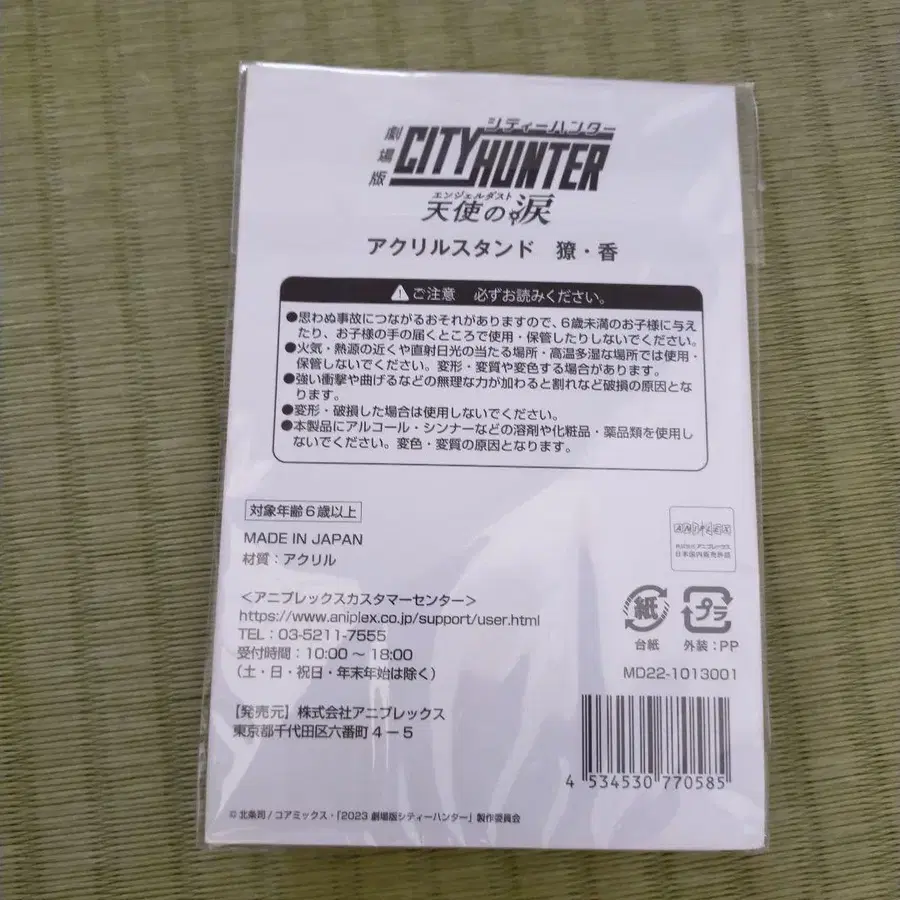 劇場版
シティーハンター
CITY HUNTER
エンジェルダスト
天使の涙
アクリルスタンド 獠・香
ご注意 必ずお読みください。
●思わぬ事故につながるおそれがありますので、6歳未満のお子様に与え
たり、お子様の手の届くところで使用・保管したりしないでください。
●火気・熱源の近くや直射日光の当たる場所・高温多湿な場所では使用・
保管しないでください。変形・変質や変色する場合があります。
●強い衝撃や曲げるなどの無理な力が加わると割れなど破損の原因とな
ります。
●変形・破損した場合は使用しないでください。
●本製品にアルコール・シンナーなどの溶剤や化粧品・薬品類を使用し
ないでください。変色・変質の原因となります。
対象年齢6歳以上
MADE IN JAPAN
材質：アクリル
ANIPLEX
株式会社アニプレックス
日本国内販売許諾
＜アニプレックスカスタマーセンター＞
https://www.aniplex.co.jp/support/user.html
TEL：03-5211-7555
受付時間：10:00～18:00
（土・日・祝日・年末年始は除く）
紙
台紙
プラ
外装：PP
MD22-1013001
【発売元】株式会社アニプレックス
東京都千代田区六番町4－5
4 534530 770585
© 北条司/コアミックス・「2023 劇場版シティーハンター」製作委員会